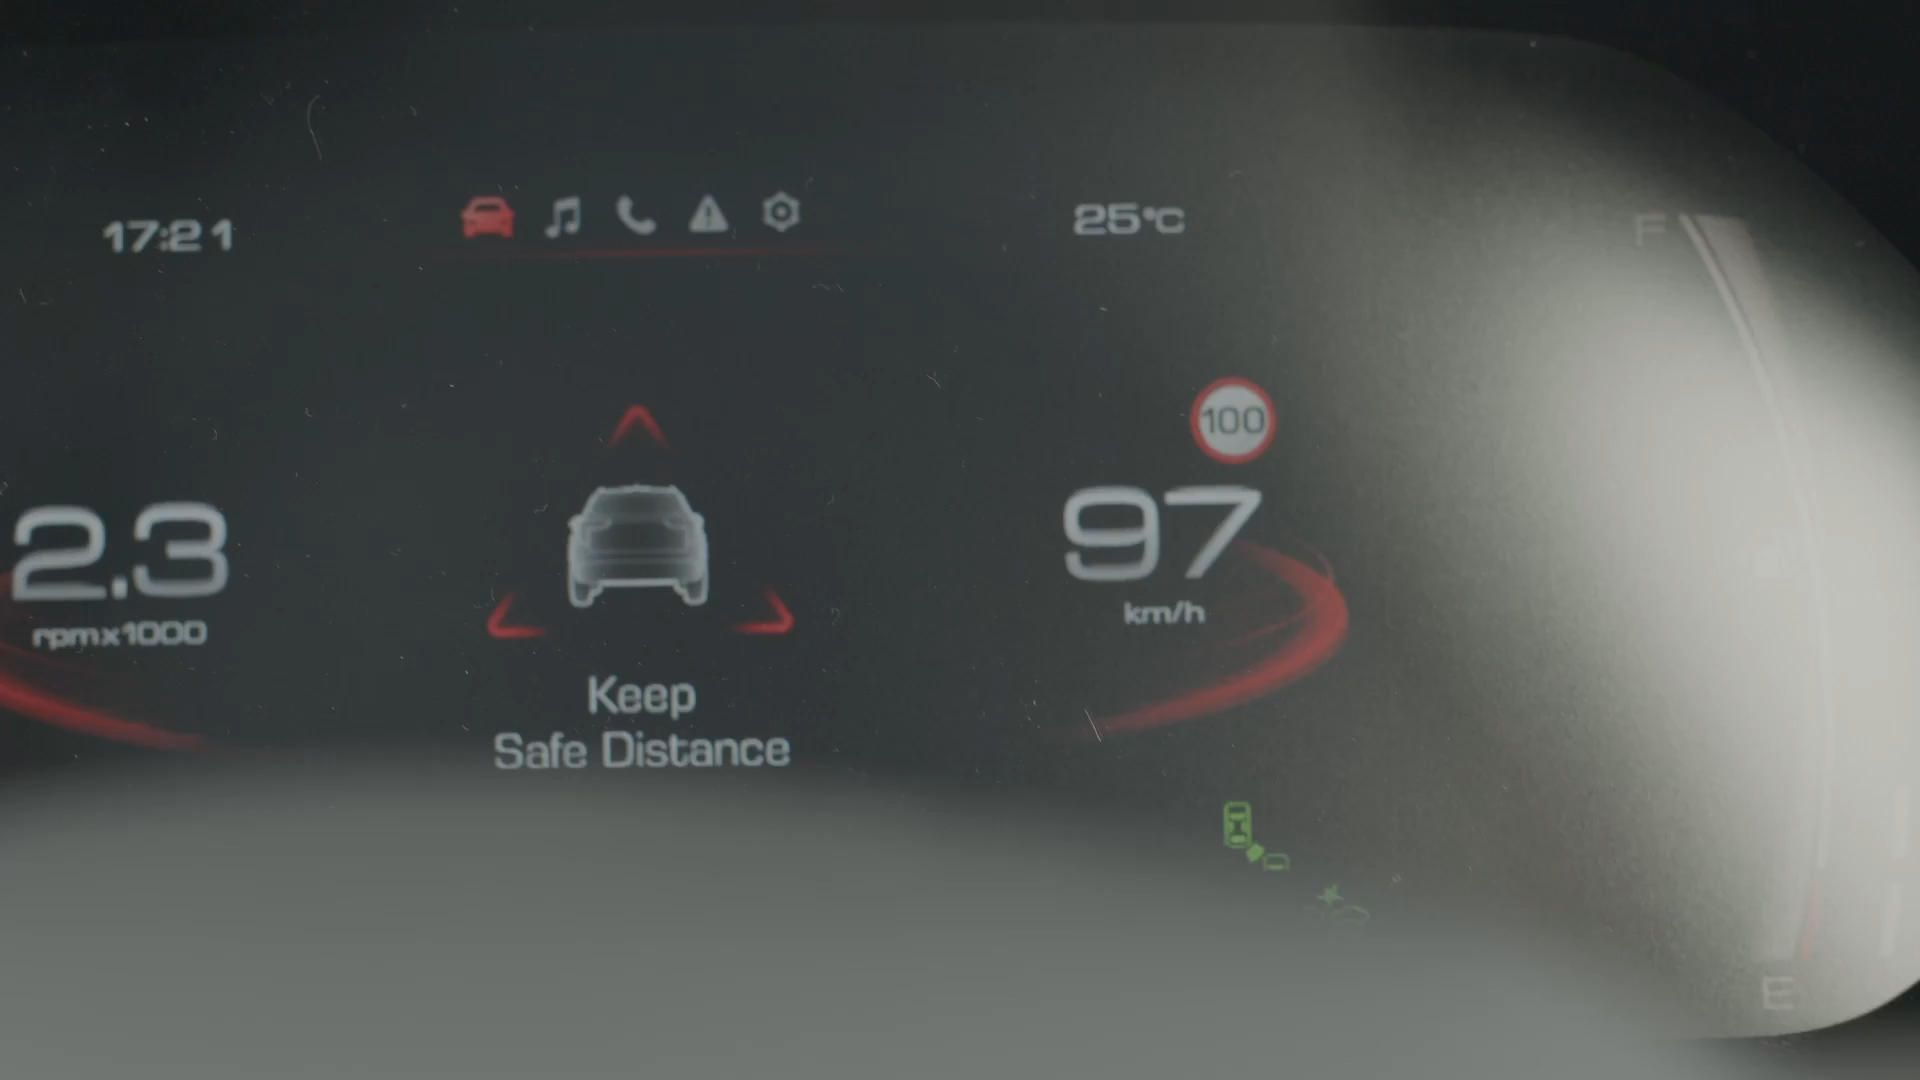 17:21
25°C
F
100
2.3
97
rpmx1000
km/h
Keep
Safe Distance
E